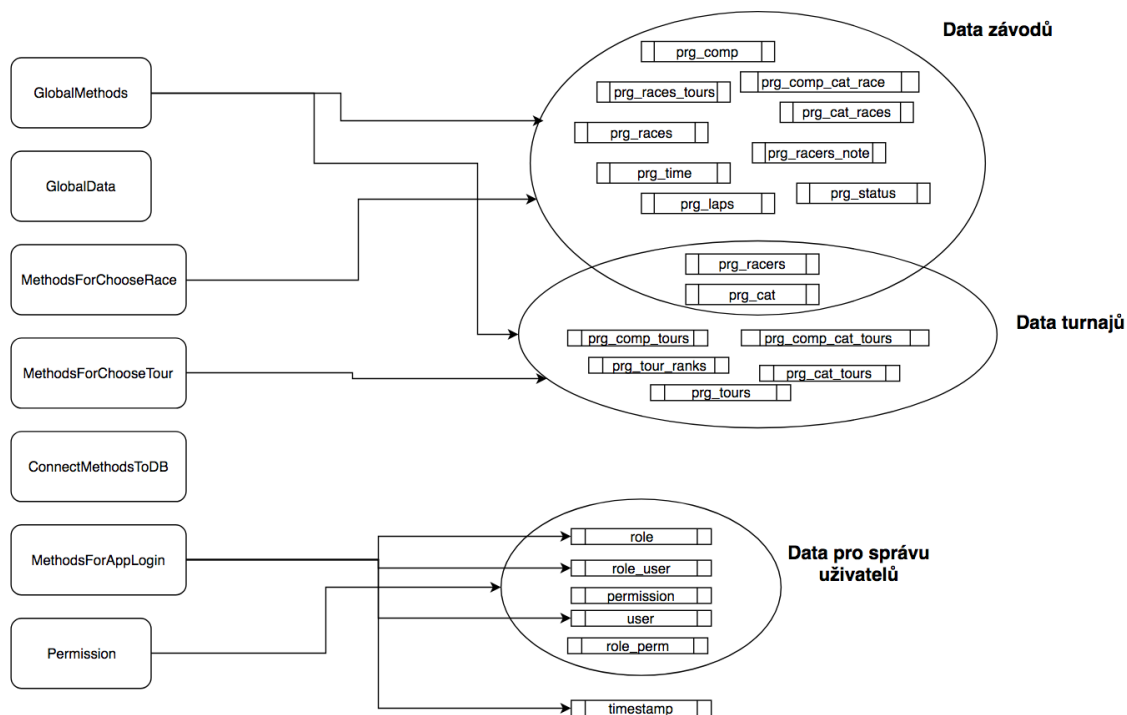 GlobalMethods
GlobalData
MethodsForChooseRace
MethodsForChooseTour
ConnectMethodsToDB
MethodsForAppLogin
Permission
Data závodů
prg_comp
prg_comp_cat_race
prg_races_tours
prg_cat_races
prg_races
prg_racers_note
prg_time
prg_status
prg_laps
prg_racers
prg_cat
Data turnajů
prg_comp_tours
prg_comp_cat_tours
prg_tour_ranks
prg_cat_tours
prg_tours
Data pro správu
uživatelů
role
role_user
permission
user
role_perm
timestamp